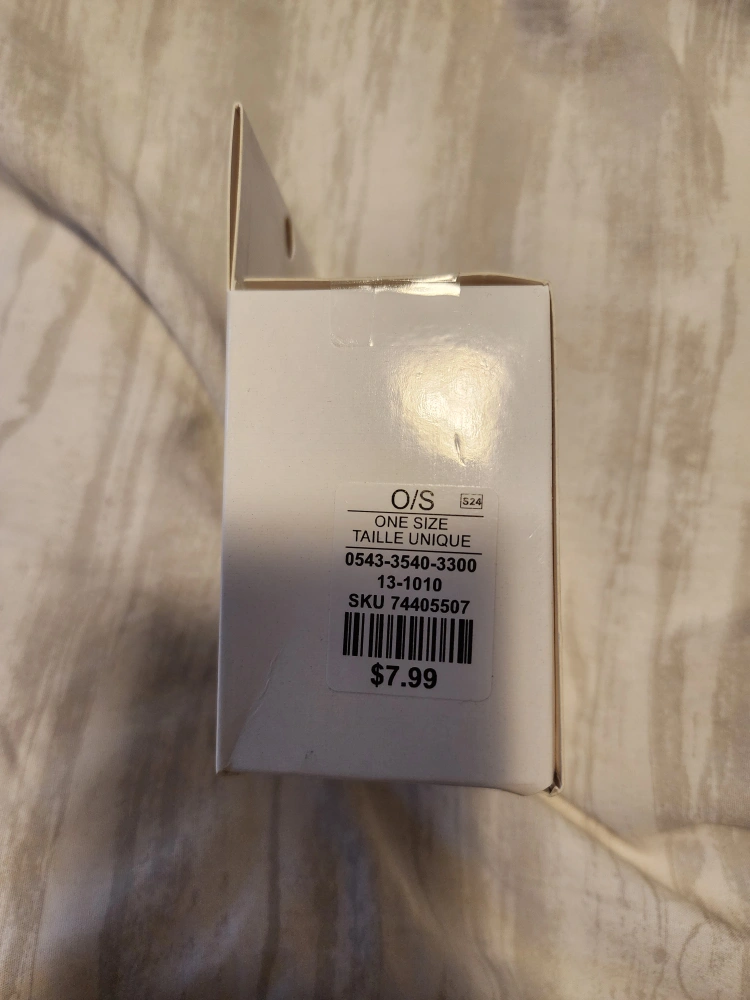 O/S S24
ONE SIZE
TAILLE UNIQUE
0543-3540-3300
13-1010
SKU 74405507
$7.99